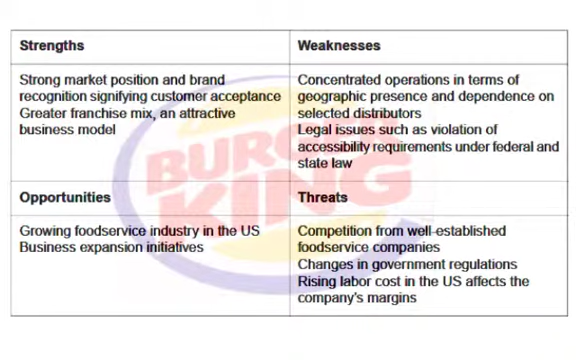 Strengths
Weaknesses
Strong market position and brand
recognition signifying customer acceptance
Greater franchise mix, an attractive
business model
Concentrated operations in terms of
geographic presence and dependence on
selected distributors
Legal issues such as violation of
accessibility requirements under federal and
state law
Opportunities
Threats
Growing foodservice industry in the US
Business expansion initiatives
Competition from well-established
foodservice companies
Changes in government regulations
Rising labor cost in the US affects the
company's margins
BURGER
KING